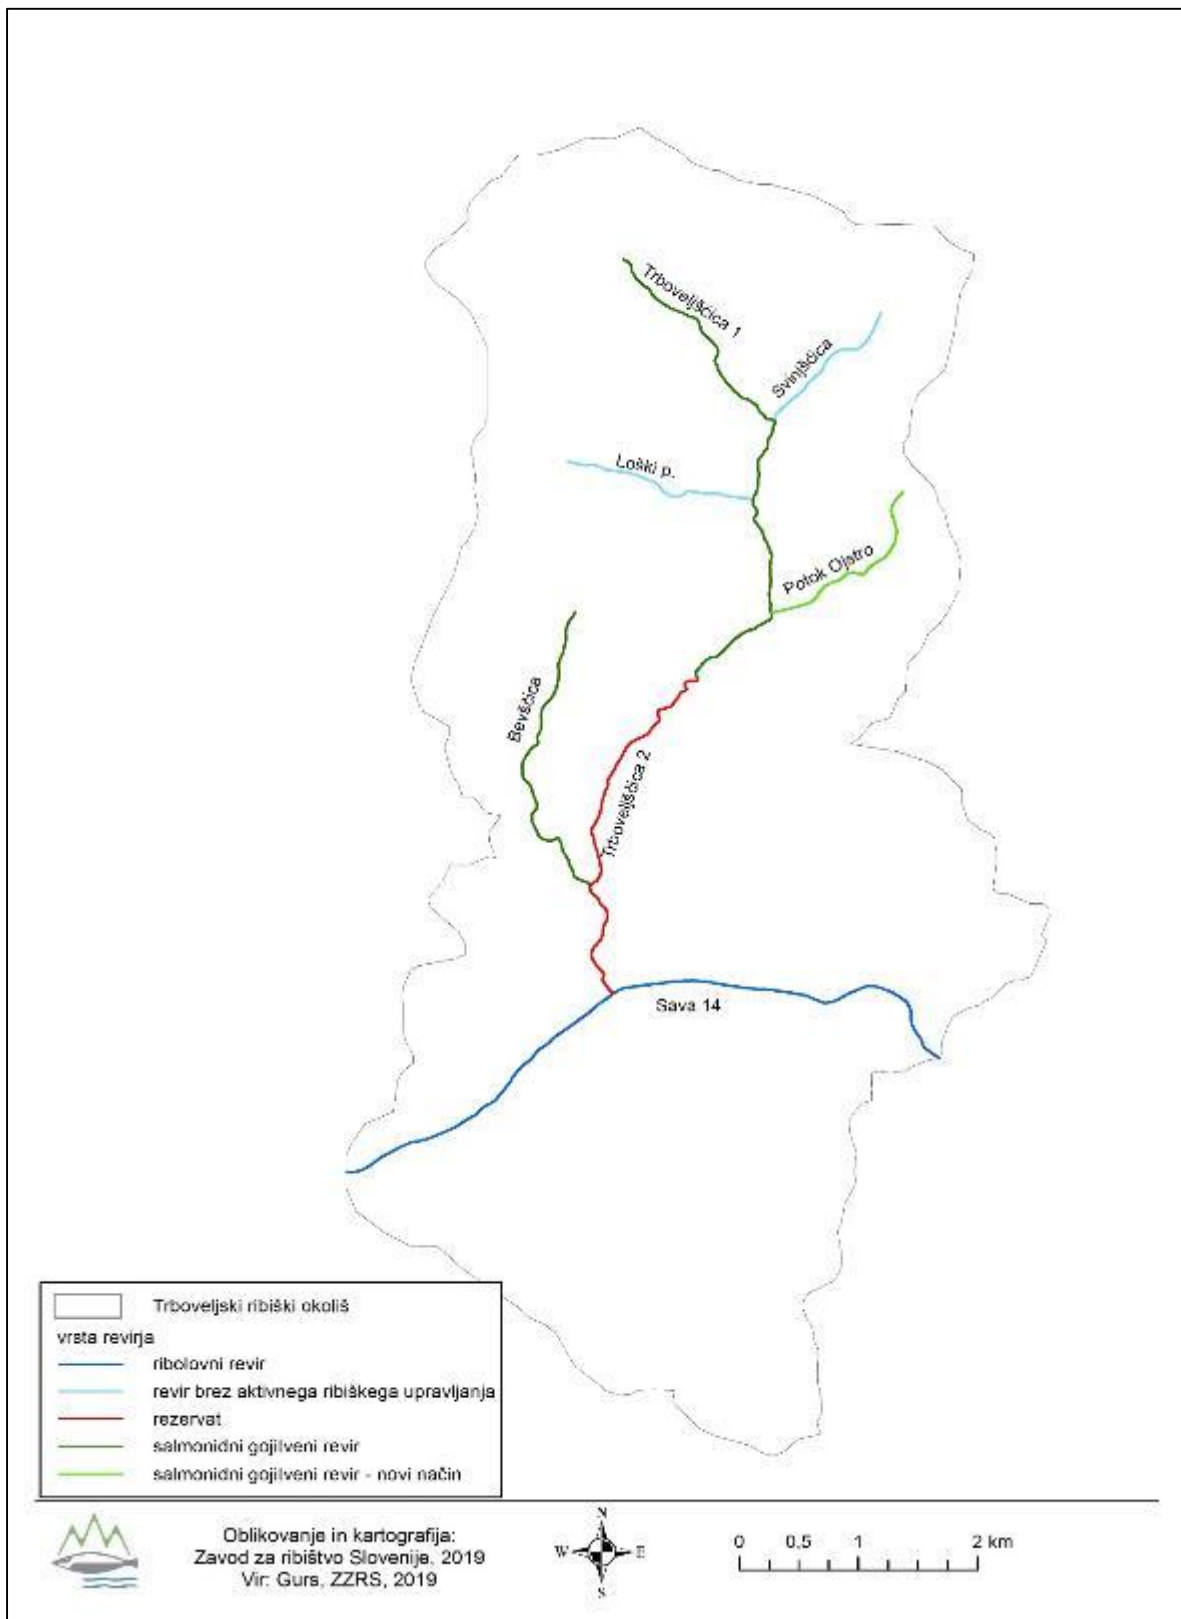 Trboveljščica 1
Svinjščica
Loški p.
Potok Ojstro
Bevščica
Trboveljščica 2
Sava 14
Trboveljski ribiški okoliš
vrsta revirja
ribolovni revir
revir brez aktivnega ribiškega upravljanja
rezervat
salmonidni gojilveni revir
salmonidni gojilveni revir - novi način
Oblikovanje in kartografija:
Zavod za ribištvo Slovenije, 2019
Vir: Gurs, ZZRS, 2019
N
W E
S
0 0,5 1 2 km